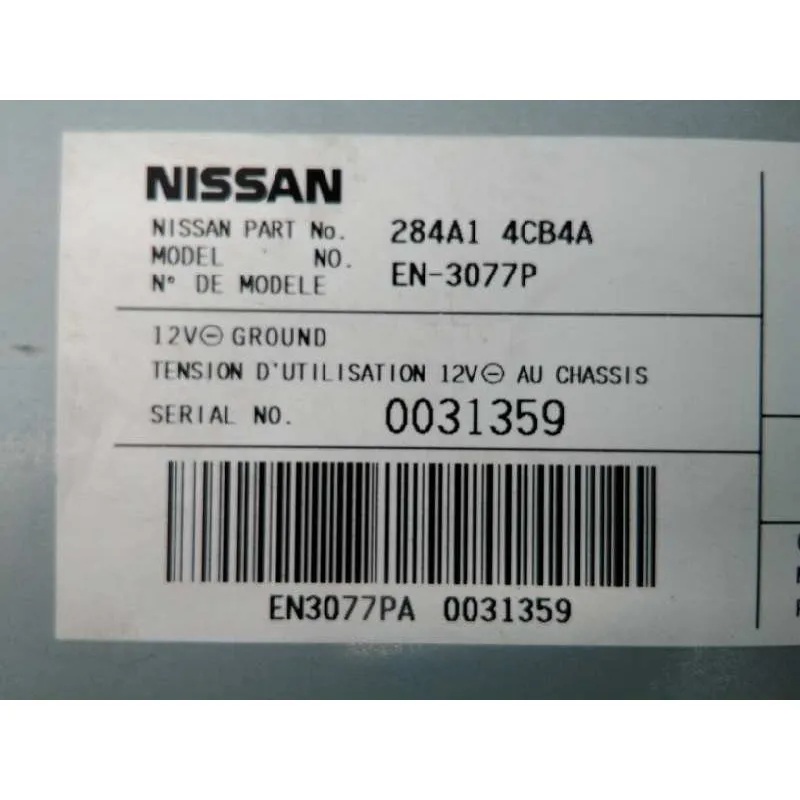 NISSAN
NISSAN PART No. 284A1 4CB4A
MODEL NO. EN-3077P
N° DE MODELE
12V⊖ GROUND
TENSION D'UTILISATION 12V⊖ AU CHASSIS
SERIAL NO. 0031359
EN3077PA 0031359